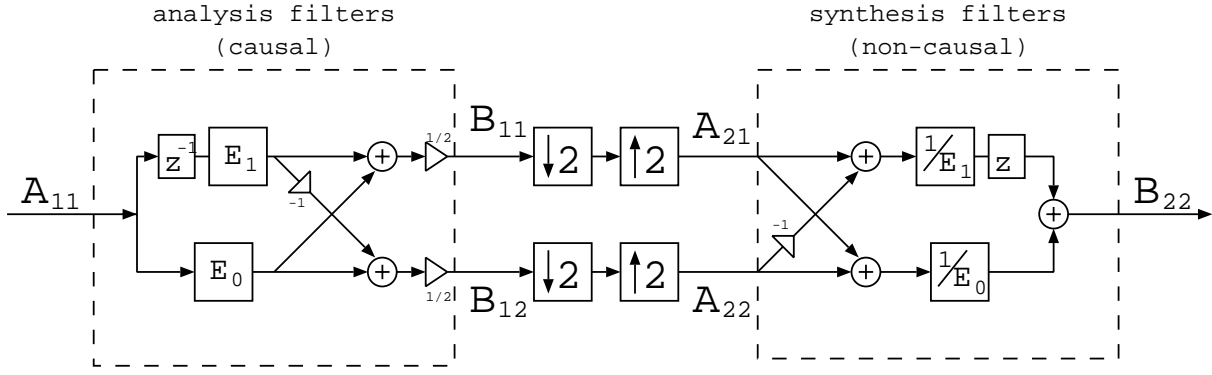 analysis filters
(causal)
synthesis filters
(non-causal)
A11
z-1
E1
-1
E0
+
+
1/2
1/2
B11
B12
↓2
↑2
↓2
↑2
A21
A22
-1
+
+
1/E1
z
1/E0
+
B22